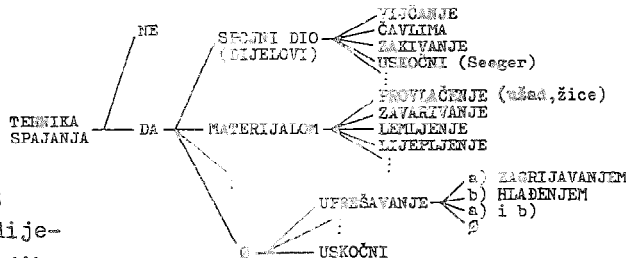 NE
SPOJNI DIO
(DIJELOVI)
VIJČANJE
ČAVLIMA
ZAKIVANJE
USKOČNI (Seeger)
TEHNIKA
SPAJANJA
DA
MATERIJALOM
PROVLAČENJE (užad, žice)
ZAVARIVANJE
LEMLJENJE
LIJEPLJENJE
UPREŠAVANJE
a) ZAGRIJAVANJEM
b) HLAĐENJEM
a) i b)
Ø
Ø
USKOČNI
dije-